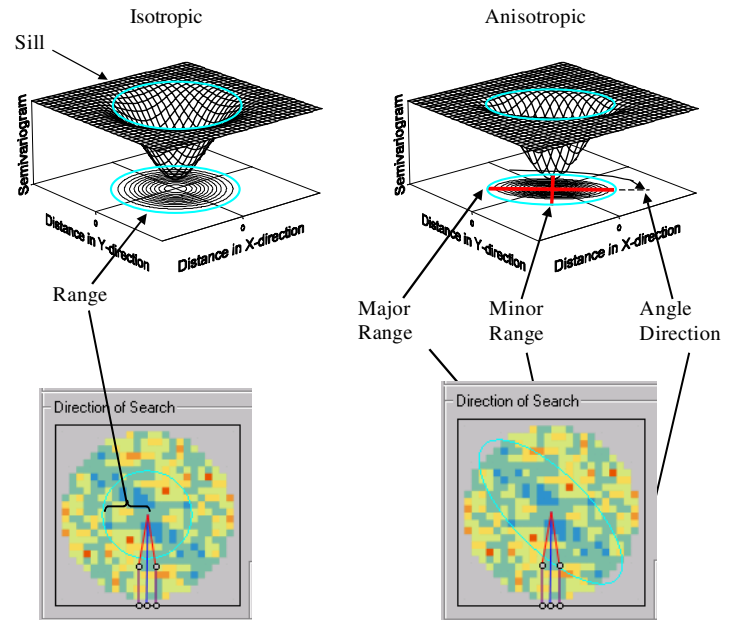 Isotropic
Sill
Semivariogram
0
0
Distance in Y-direction
Distance in X-direction
Range
Direction of Search
Anisotropic
Semivariogram
0
0
Distance in Y-direction
Distance in X-direction
Major
Range
Minor
Range
Angle
Direction
Direction of Search